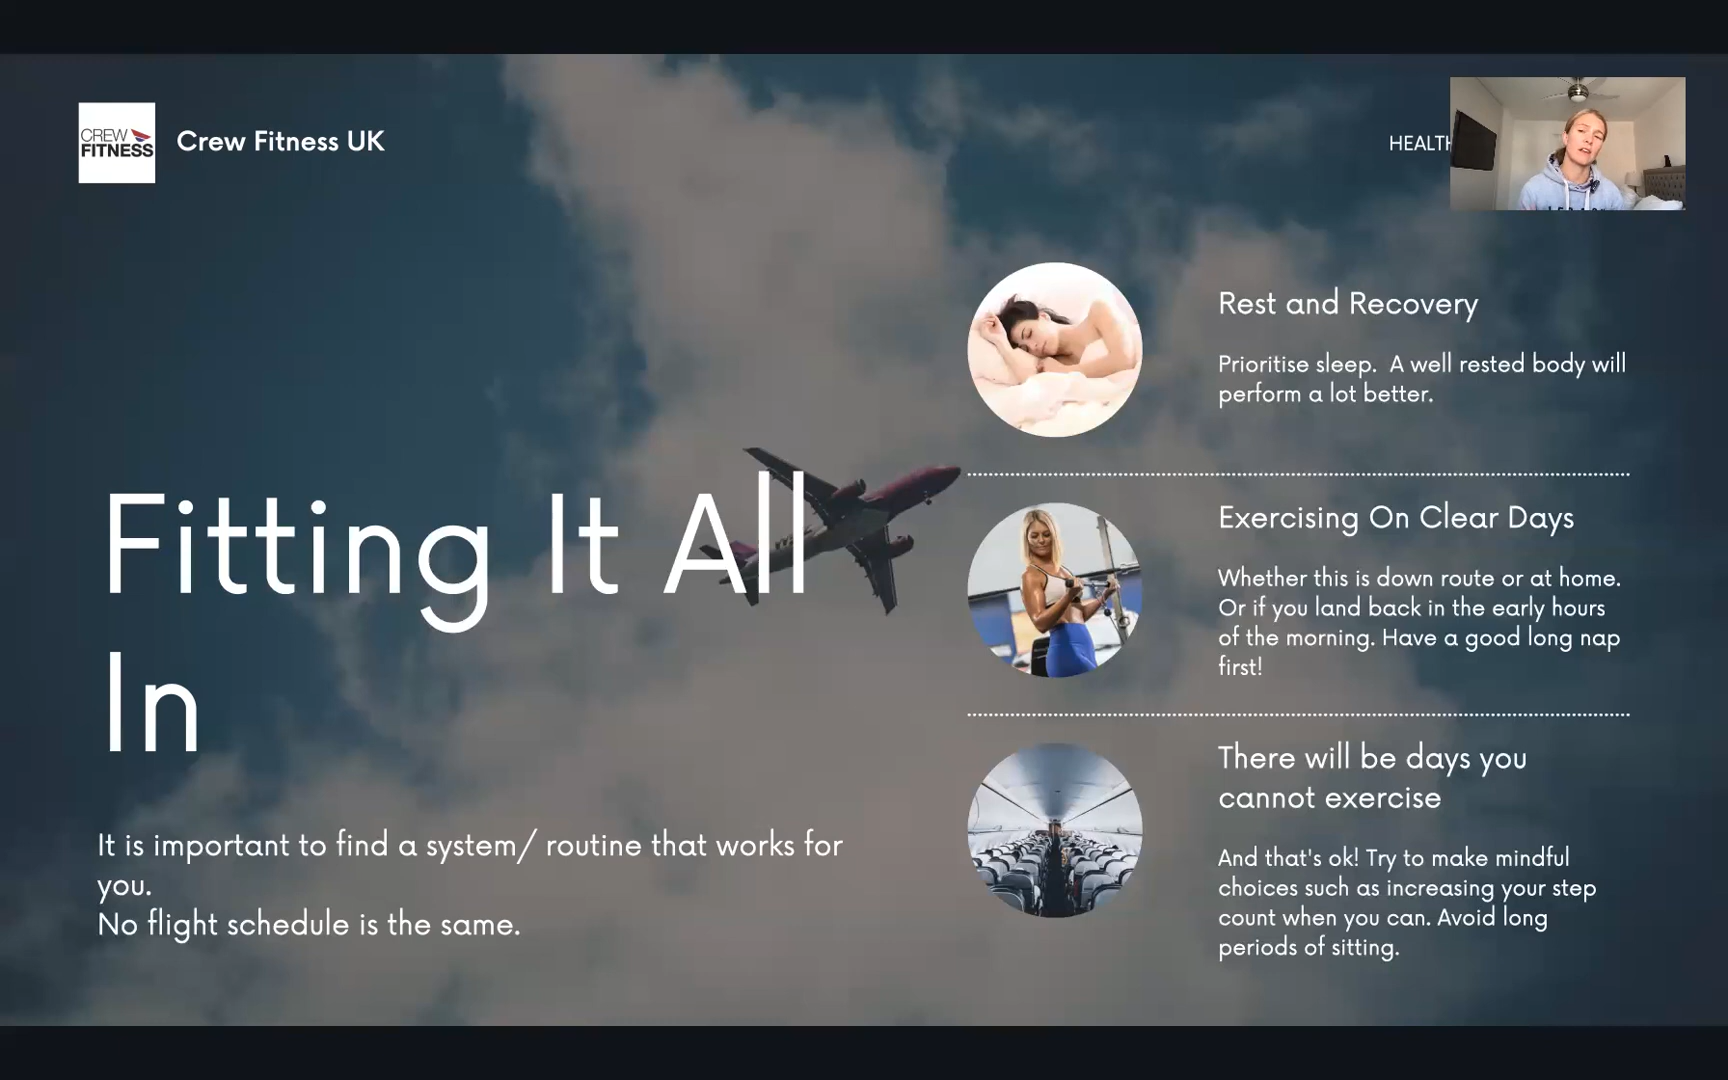 CREW
FITNESS
Crew Fitness UK
HEALTH
Fitting It All
In
It is important to find a system/ routine that works for
you.
No flight schedule is the same.
Rest and Recovery
Prioritise sleep.  A well rested body will
perform a lot better.
Exercising On Clear Days
Whether this is down route or at home.
Or if you land back in the early hours
of the morning. Have a good long nap
first!
There will be days you
cannot exercise
And that's ok! Try to make mindful
choices such as increasing your step
count when you can. Avoid long
periods of sitting.